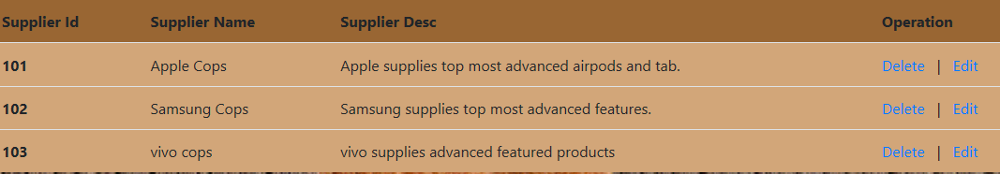 Supplier Id Supplier Name Supplier Desc Operation
101 Apple Cops Apple supplies top most advanced airpods and tab. Delete | Edit
102 Samsung Cops Samsung supplies top most advanced features. Delete | Edit
103 vivo cops vivo supplies advanced featured products Delete | Edit